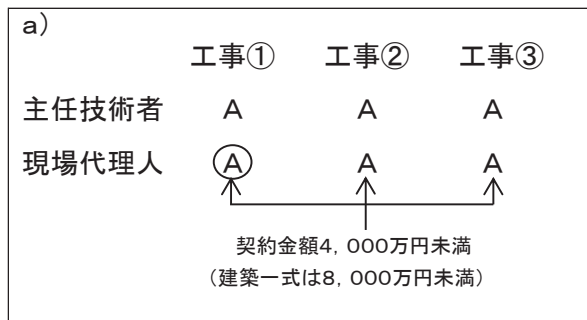 a)
工事① 工事② 工事③
主任技術者 A A A
現場代理人 A A A
契約金額4，000万円未満
（建築一式は8，000万円未満）